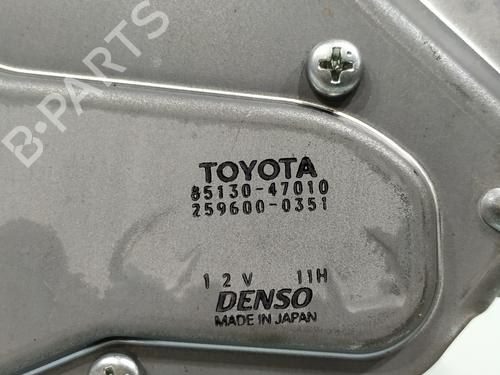 B-PARTS
TOYOTA
85130-47010
259600-0351
12V 11H
DENSO
MADE IN JAPAN